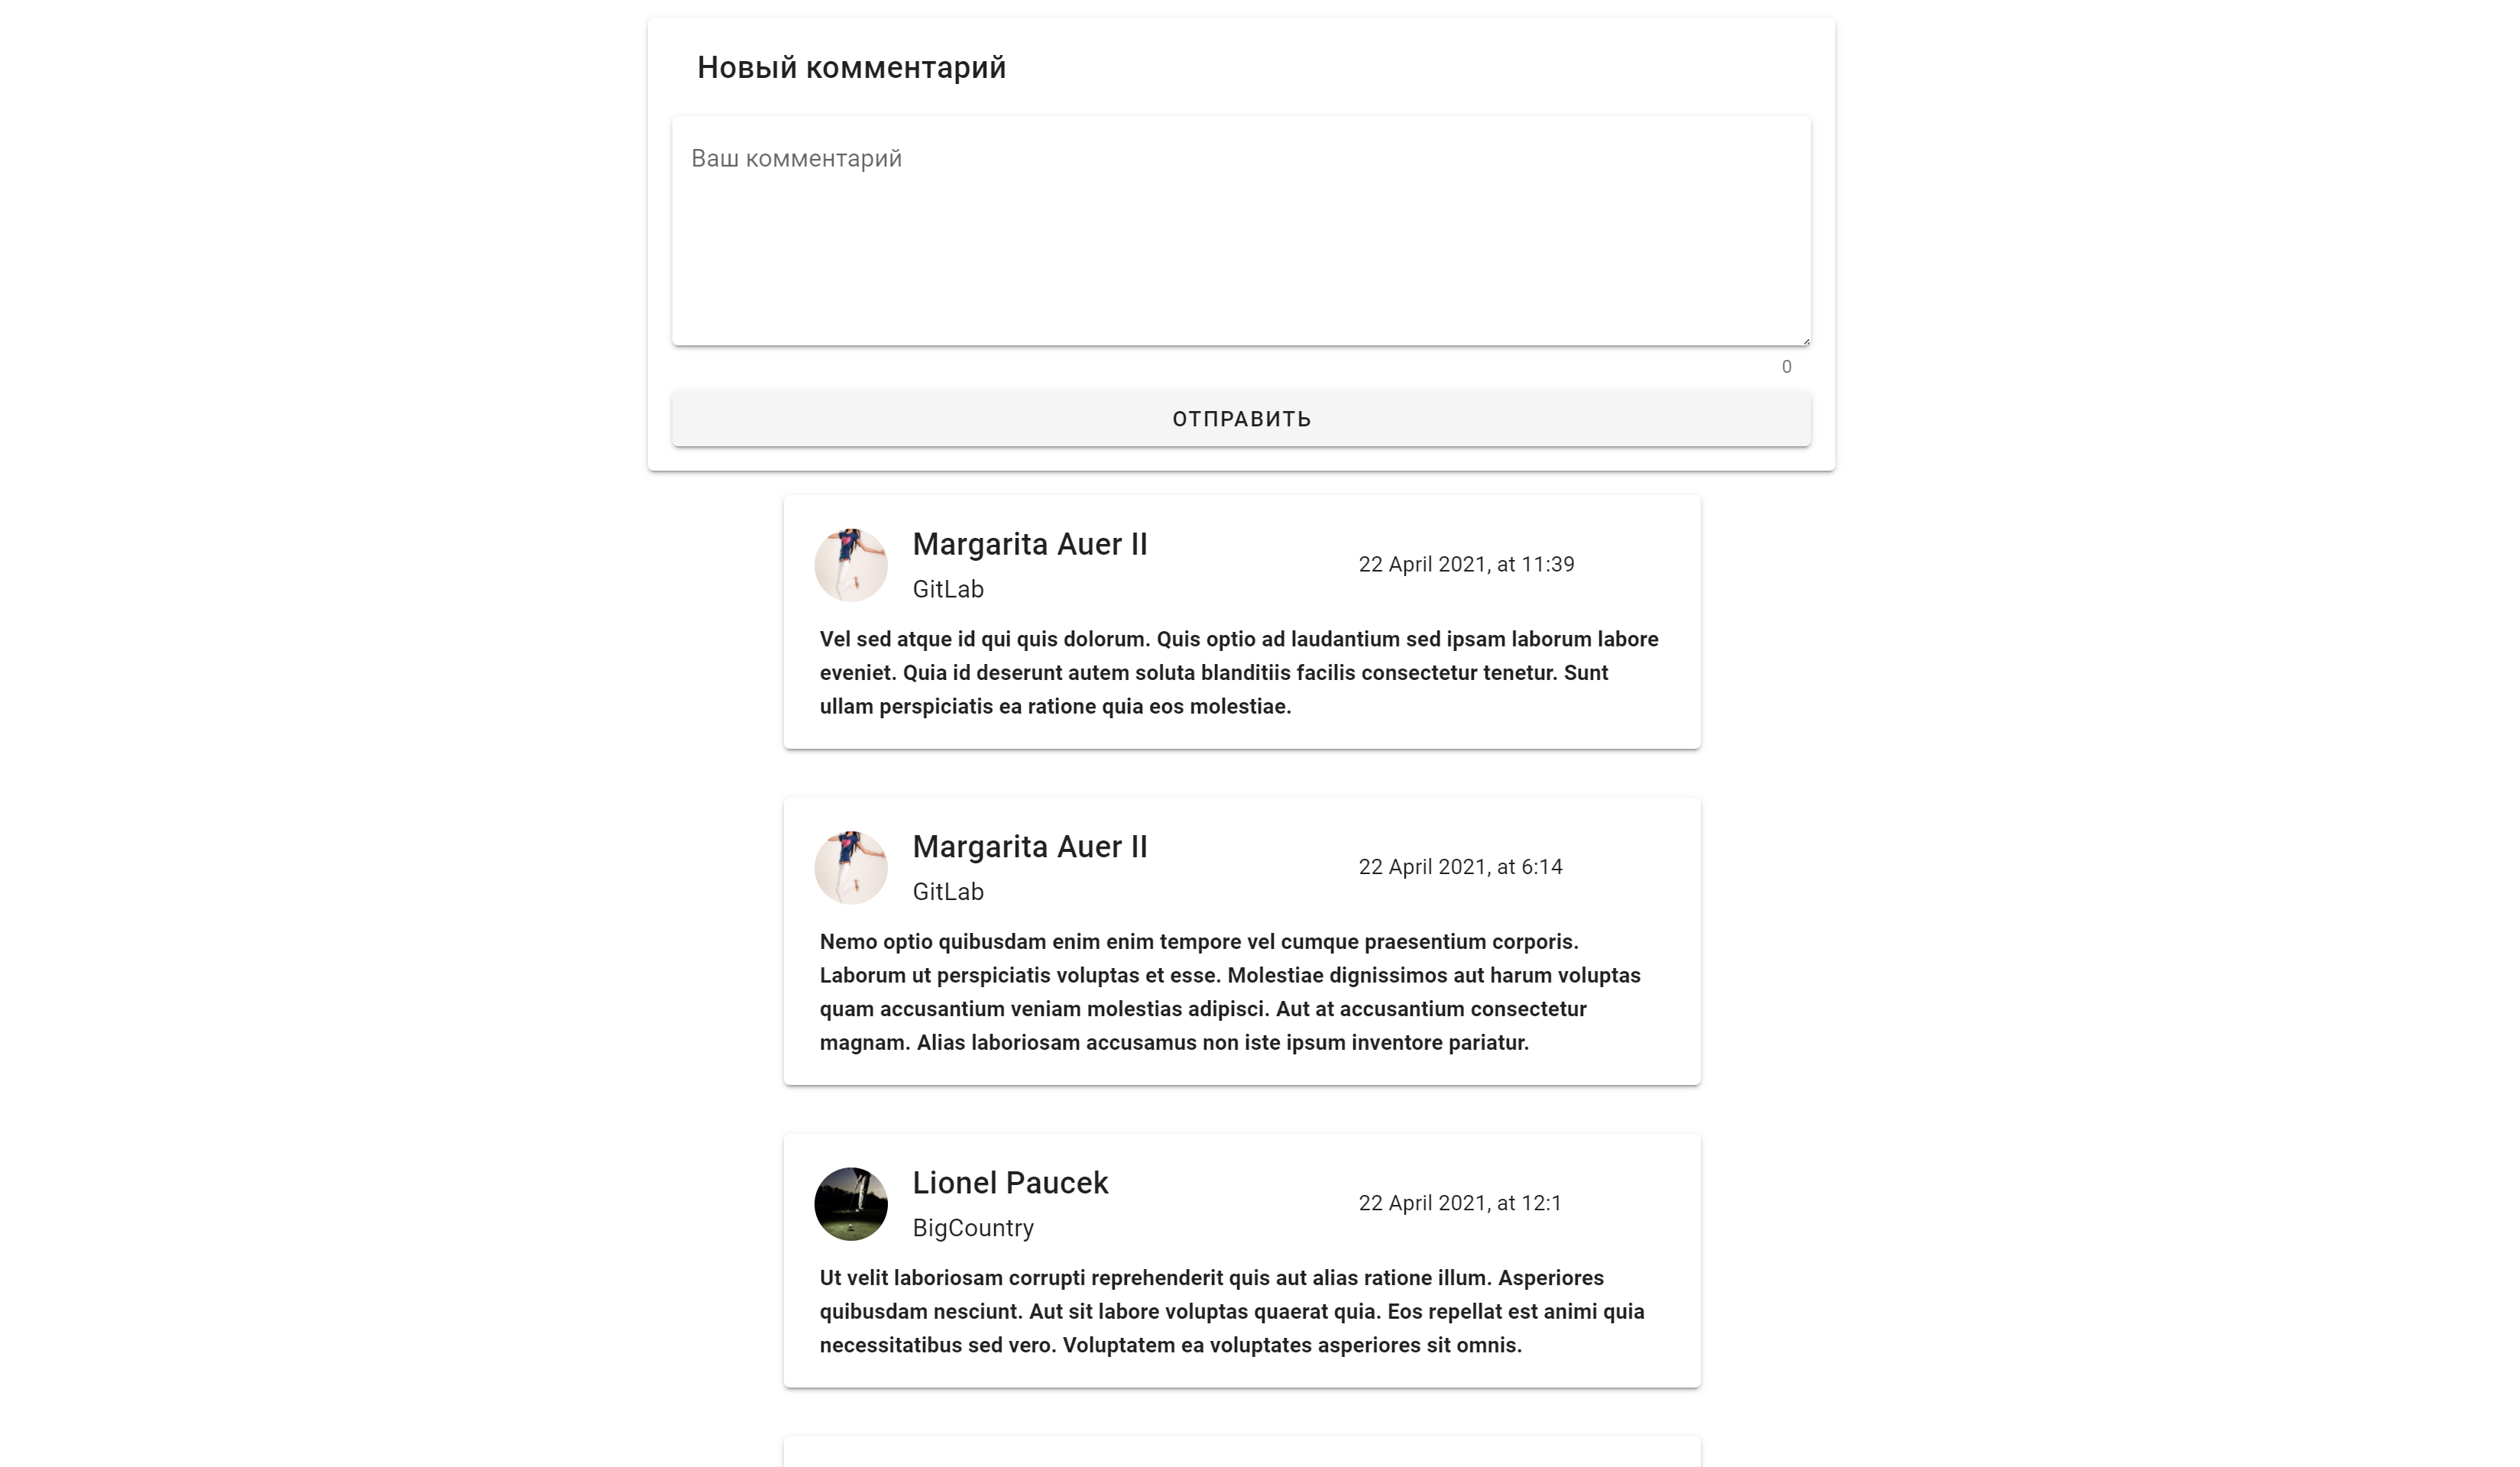 Новый комментарий
Ваш комментарий
0
ОТПРАВИТЬ
Margarita Auer II
GitLab
22 April 2021, at 11:39
Vel sed atque id qui quis dolorum. Quis optio ad laudantium sed ipsam laborum labore
eveniet. Quia id deserunt autem soluta blanditiis facilis consectetur tenetur. Sunt
ullam perspiciatis ea ratione quia eos molestiae.
Margarita Auer II
GitLab
22 April 2021, at 6:14
Nemo optio quibusdam enim enim tempore vel cumque praesentium corporis.
Laborum ut perspiciatis voluptas et esse. Molestiae dignissimos aut harum voluptas
quam accusantium veniam molestias adipisci. Aut at accusantium consectetur
magnam. Alias laboriosam accusamus non iste ipsum inventore pariatur.
Lionel Paucek
BigCountry
22 April 2021, at 12:1
Ut velit laboriosam corrupti reprehenderit quis aut alias ratione illum. Asperiores
quibusdam nesciunt. Aut sit labore voluptas quaerat quia. Eos repellat est animi quia
necessitatibus sed vero. Voluptatem ea voluptates asperiores sit omnis.